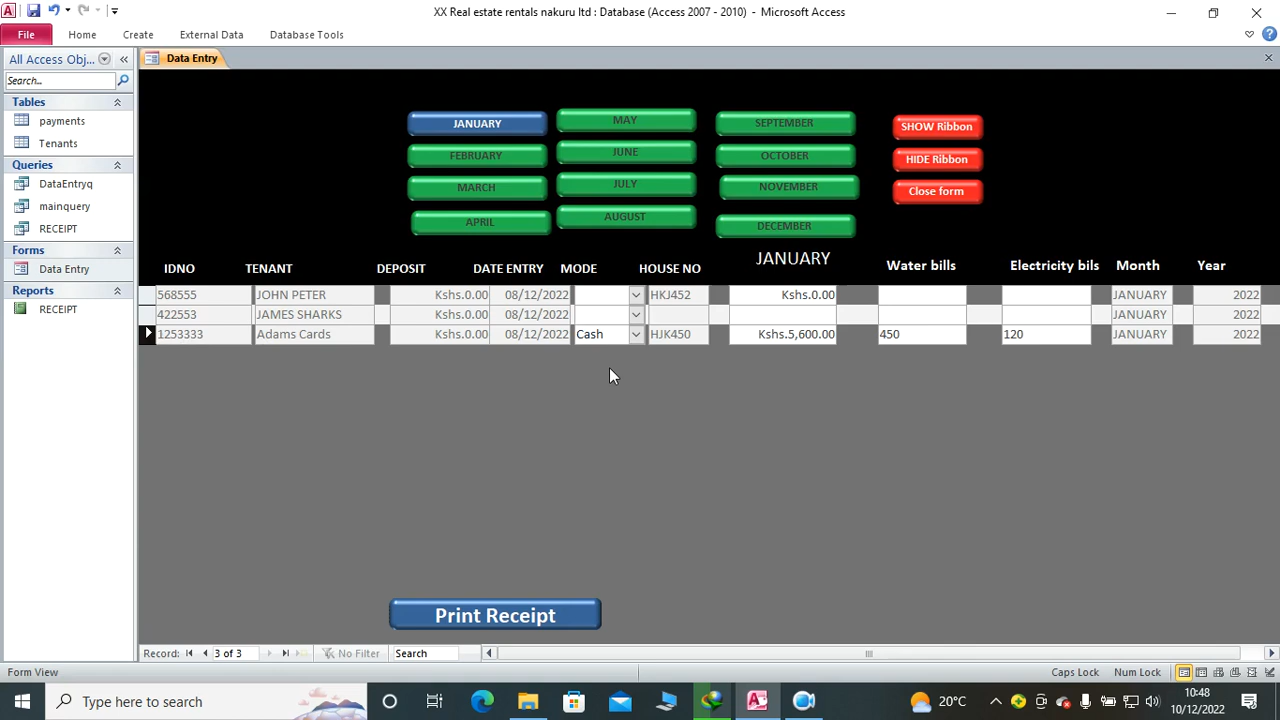 XX Real estate rentals nakuru ltd : Database (Access 2007 - 2010) - Microsoft Access
File Home Create External Data Database Tools
All Access Obj...
Search...
Tables
payments
Tenants
Queries
DataEntryq
mainquery
RECEIPT
Forms
Data Entry
Reports
RECEIPT
Data Entry
JANUARY MAY SEPTEMBER SHOW Ribbon
FEBRUARY JUNE OCTOBER HIDE Ribbon
MARCH JULY NOVEMBER Close form
APRIL AUGUST DECEMBER
IDNO TENANT DEPOSIT DATE ENTRY MODE HOUSE NO JANUARY Water bills Electricity bils Month Year
568555 JOHN PETER Kshs.0.00 08/12/2022 HKJ452 Kshs.0.00 JANUARY 2022
422553 JAMES SHARKS Kshs.0.00 08/12/2022 JANUARY 2022
1253333 Adams Cards Kshs.0.00 08/12/2022 Cash HJK450 Kshs.5,600.00 450 120 JANUARY 2022
Print Receipt
Record: 3 of 3 No Filter Search
Form View Caps Lock Num Lock
Type here to search 20°C 10:48
10/12/2022